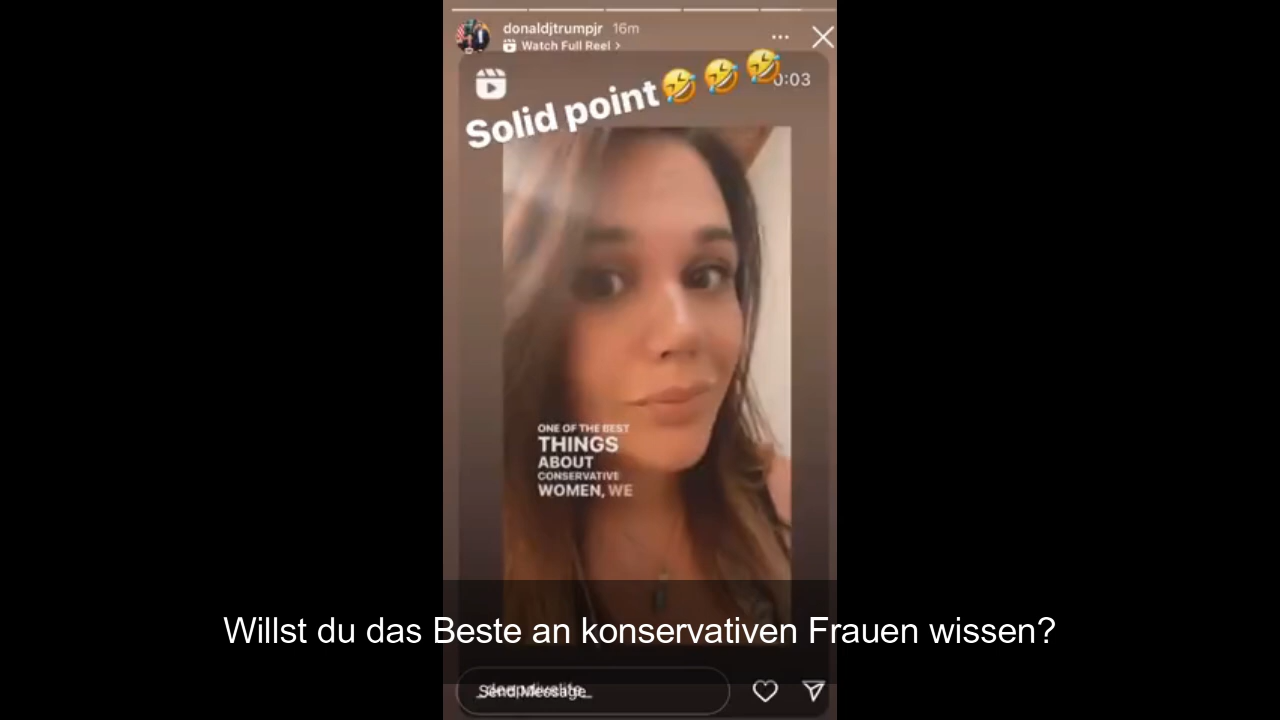 donaldjtrumpjr 16m
Watch Full Reel >
Solid point🤣🤣🤣
0:03
ONE OF THE BEST
THINGS
ABOUT
CONSERVATIVE
WOMEN, WE
Willst du das Beste an konservativen Frauen wissen?
Send Message